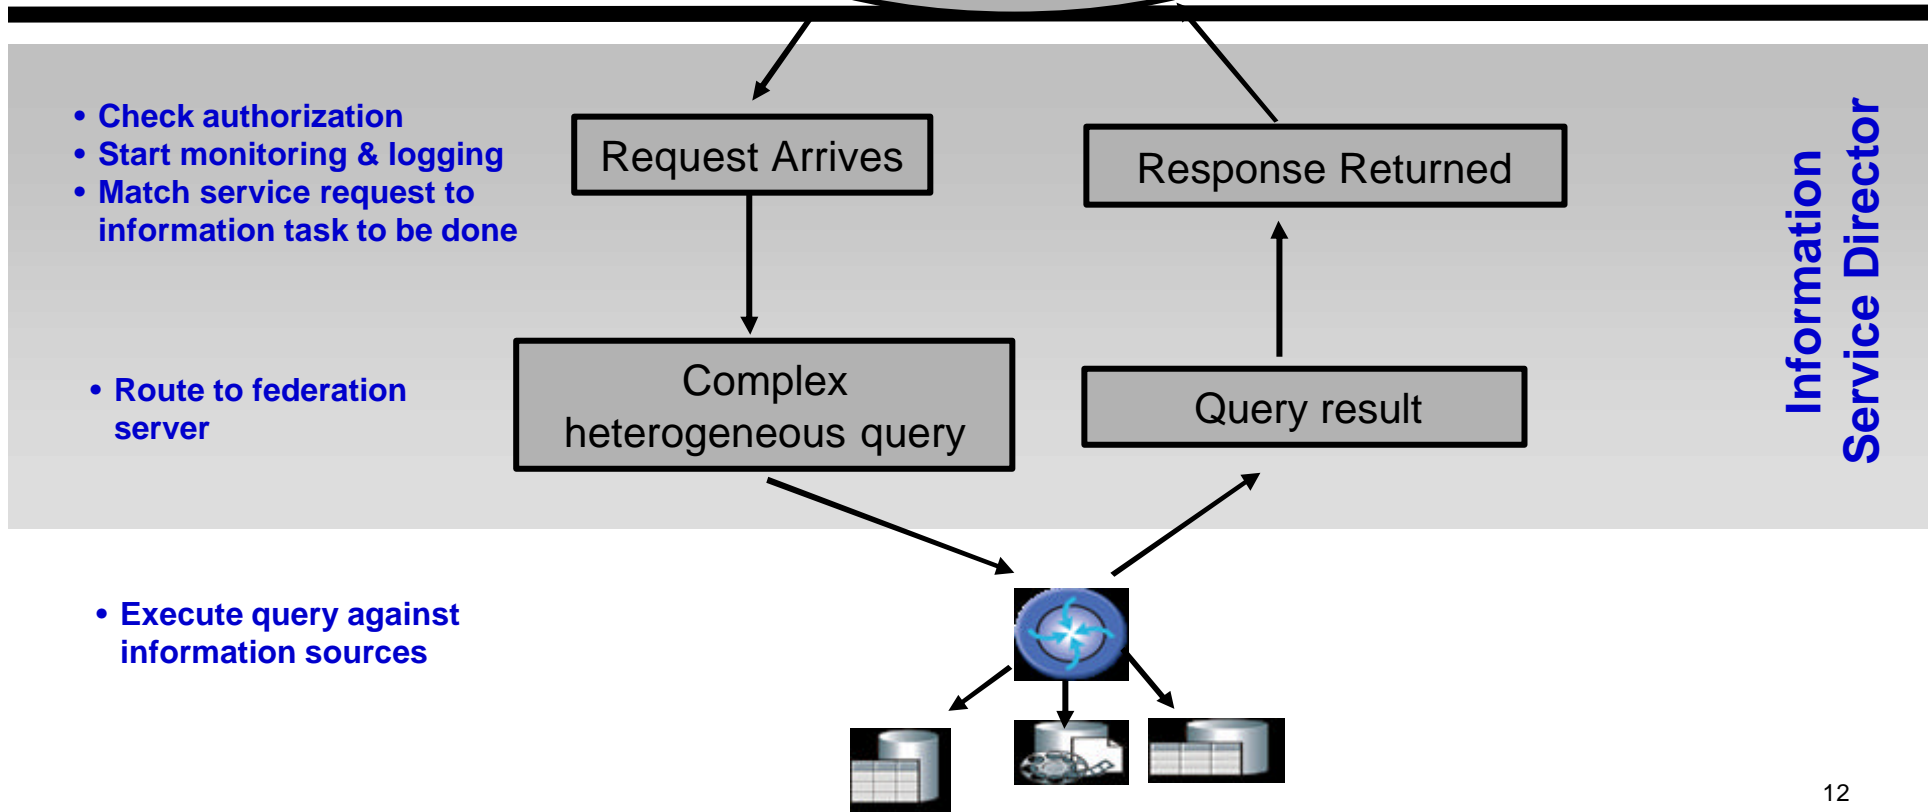 • Check authorization
• Start monitoring & logging
• Match service request to
information task to be done
Request Arrives
Response Returned
Information
Service Director
• Route to federation
server
Complex
heterogeneous query
Query result
• Execute query against
information sources
12